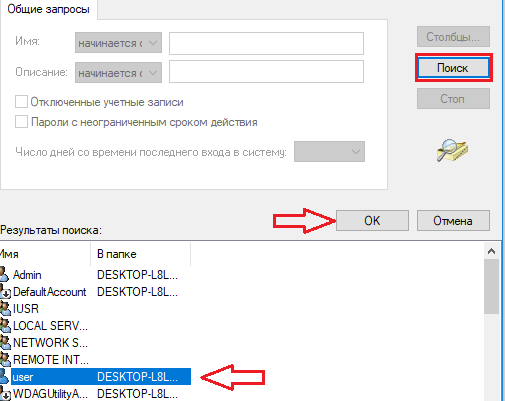 Общие запросы
Имя: начинается с
Столбцы...
Поиск
Описание: начинается с
Стоп
Отключенные учетные записи
Пароли с неограниченным сроком действия
Число дней со времени последнего входа в систему:
OK Отмена
Результаты поиска:
Имя В папке
Admin DESKTOP-L8L...
DefaultAccount DESKTOP-L8L...
IUSR
LOCAL SERV...
NETWORK S...
REMOTE INT...
user DESKTOP-L8L...
WDAGUtilityA... DESKTOP-L8L...